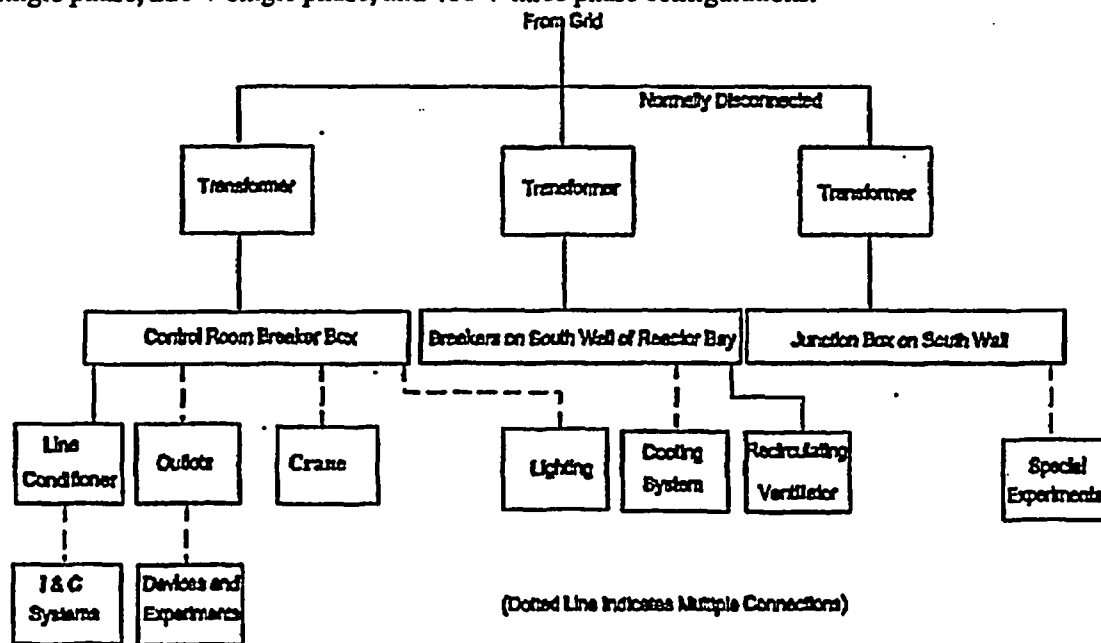 single phase,
From Grid
Normally Disconnected
Transformer
Transformer
Transformer
Control Room Breaker Box
Breakers on South Wall of Reactor Bay
Junction Box on South Wall
Line
Conditioner
Outlets
Crane
Lighting
Cooling
System
Recirculating
Ventilator
Special
Experiments
I & C
Systems
Devices and
Experiments
(Dotted Line Indicates Multiple Connections)